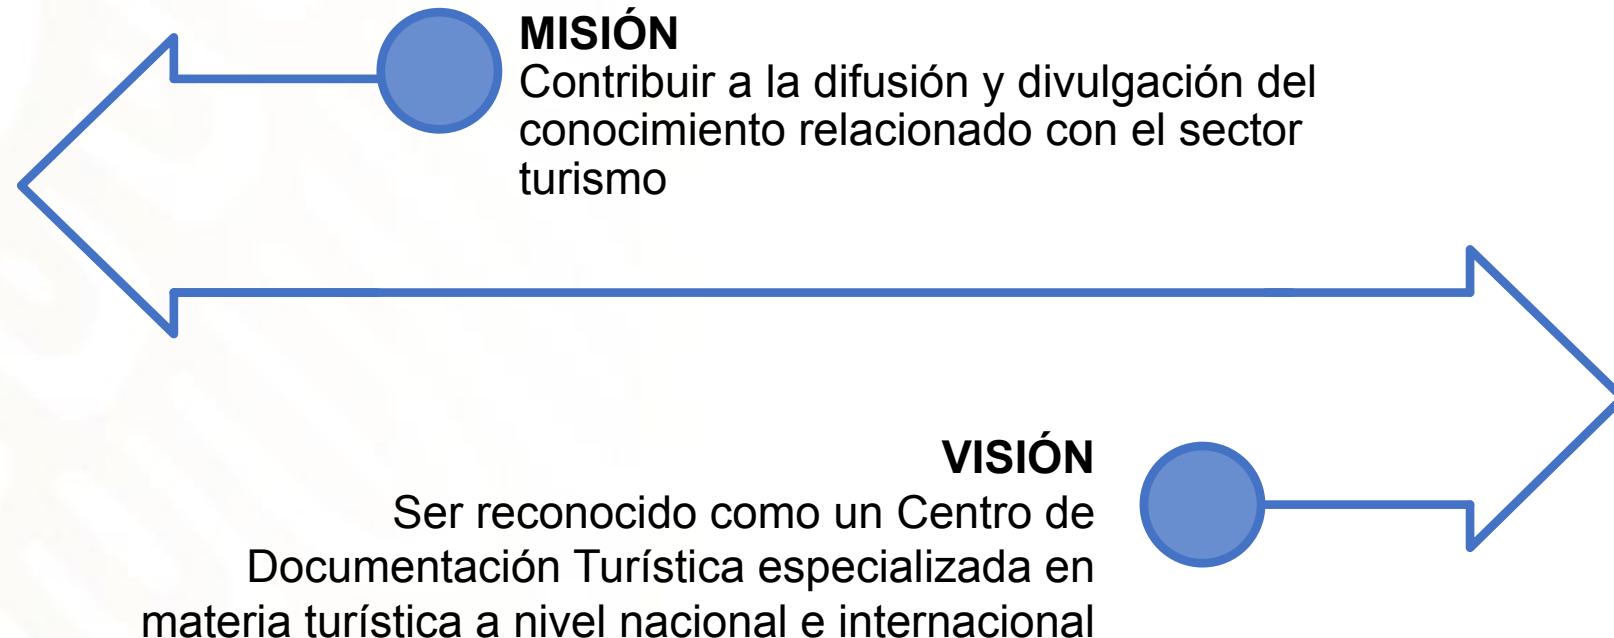 MISIÓN
Contribuir a la difusión y divulgación del
conocimiento relacionado con el sector
turismo
VISIÓN
Ser reconocido como un Centro de
Documentación Turística especializada en
materia turística a nivel nacional e internacional